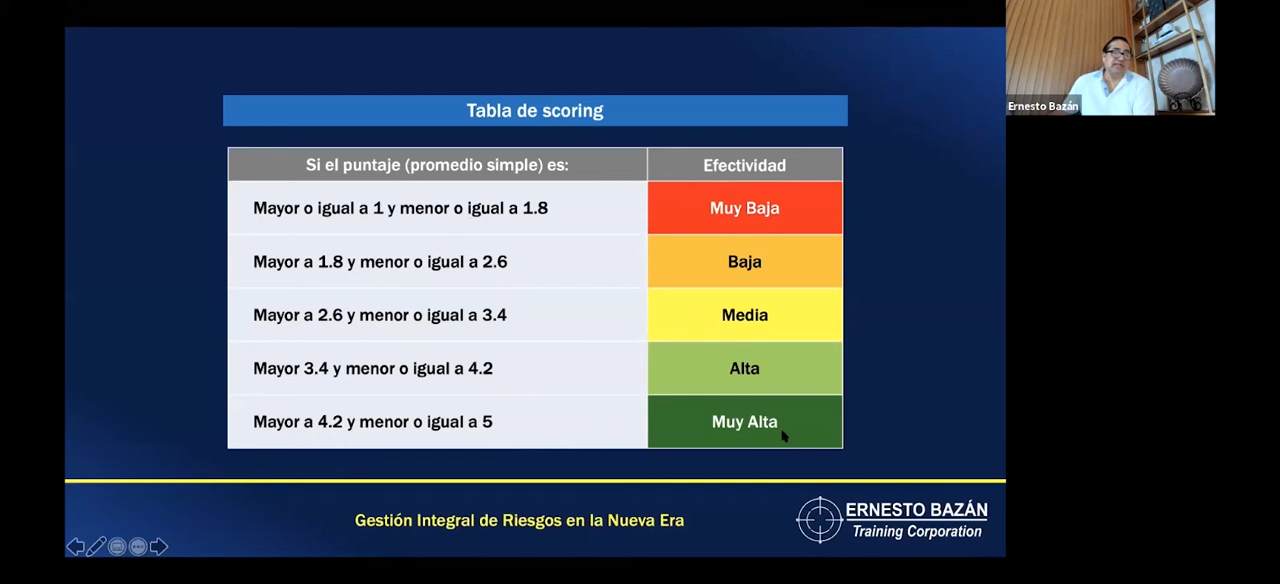 Tabla de scoring
Si el puntaje (promedio simple) es: Efectividad
Mayor o igual a 1 y menor o igual a 1.8 Muy Baja
Mayor a 1.8 y menor o igual a 2.6 Baja
Mayor a 2.6 y menor o igual a 3.4 Media
Mayor 3.4 y menor o igual a 4.2 Alta
Mayor a 4.2 y menor o igual a 5 Muy Alta
Gestión Integral de Riesgos en la Nueva Era
ERNESTO BAZÁN
Training Corporation
Ernesto Bazán